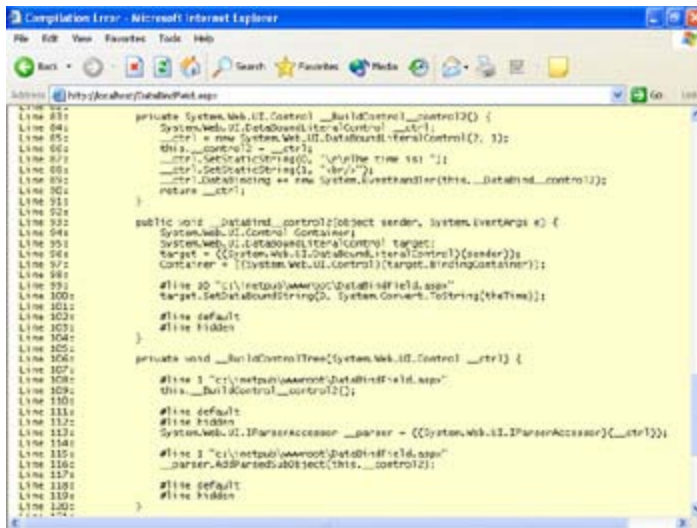 Compilation Error - Microsoft Internet Explorer
File Edit View Favorites Tools Help
Back Search Favorites Media
Address http://localhost/DataBindField.aspx Go
Line 83: private System.Web.UI.Control __BuildControl__control2() {
Line 84: System.Web.UI.DataBoundLiteralControl __ctrl;
Line 85: __ctrl = new System.Web.UI.DataBoundLiteralControl(2, 1);
Line 86: this.__control2 = __ctrl;
Line 87: __ctrl.SetStaticString(0, "\r\nThe time is: ");
Line 88: __ctrl.SetStaticString(1, "<br/>");
Line 89: __ctrl.DataBinding += new System.EventHandler(this.__DataBind__control2);
Line 90: return __ctrl;
Line 91: }
Line 92:
Line 93: public void __DataBind__control2(object sender, System.EventArgs e) {
Line 94: System.Web.UI.Control Container;
Line 95: System.Web.UI.DataBoundLiteralControl target;
Line 96: target = ((System.Web.UI.DataBoundLiteralControl)(sender));
Line 97: Container = ((System.Web.UI.Control)(target.BindingContainer));
Line 98:
Line 99: #line 10 "c:\inetpub\wwwroot\DataBindField.aspx"
Line 100: target.SetDataBoundString(0, System.Convert.ToString(theTime));
Line 101:
Line 102: #line default
Line 103: #line hidden
Line 104: }
Line 105:
Line 106: private void __BuildControlTree(System.Web.UI.Control __ctrl) {
Line 107:
Line 108: #line 1 "c:\inetpub\wwwroot\DataBindField.aspx"
Line 109: this.__BuildControl__control2();
Line 110:
Line 111: #line default
Line 112: #line hidden
Line 113: System.Web.UI.IParserAccessor __parser = ((System.Web.UI.IParserAccessor)(__ctrl));
Line 114:
Line 115: #line 1 "c:\inetpub\wwwroot\DataBindField.aspx"
Line 116: __parser.AddParsedSubObject(this.__control2);
Line 117:
Line 118: #line default
Line 119: #line hidden
Line 120: }